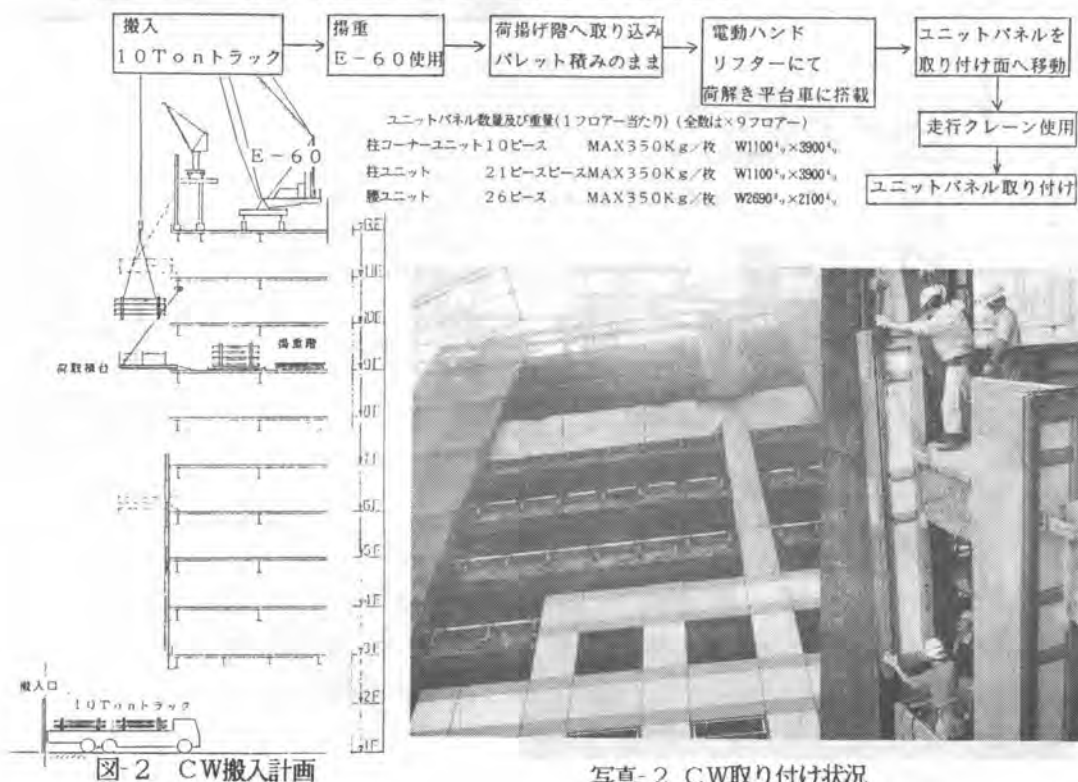 搬入
10Tonトラック
揚重
E-60使用
荷揚げ階へ取り込み
パレット積みのまま
電動ハンド
リフターにて
荷解き平台車に搭載
ユニットパネルを
取り付け面へ移動
走行クレーン使用
ユニットパネル取り付け
ユニットパネル数量及び重量(1フロアー当たり)(全数は×9フロアー)
柱コーナーユニット10ピース MAX350Kg/枚 W1100×3900
柱ユニット 21ピースピースMAX350Kg/枚 W1100×3900
腰ユニット 26ピース MAX350Kg/枚 W2690×2100
E-60
揚重階
荷取積台
搬入口
10Tonトラック
図-2 CW搬入計画
写真-2 CW取り付け状況